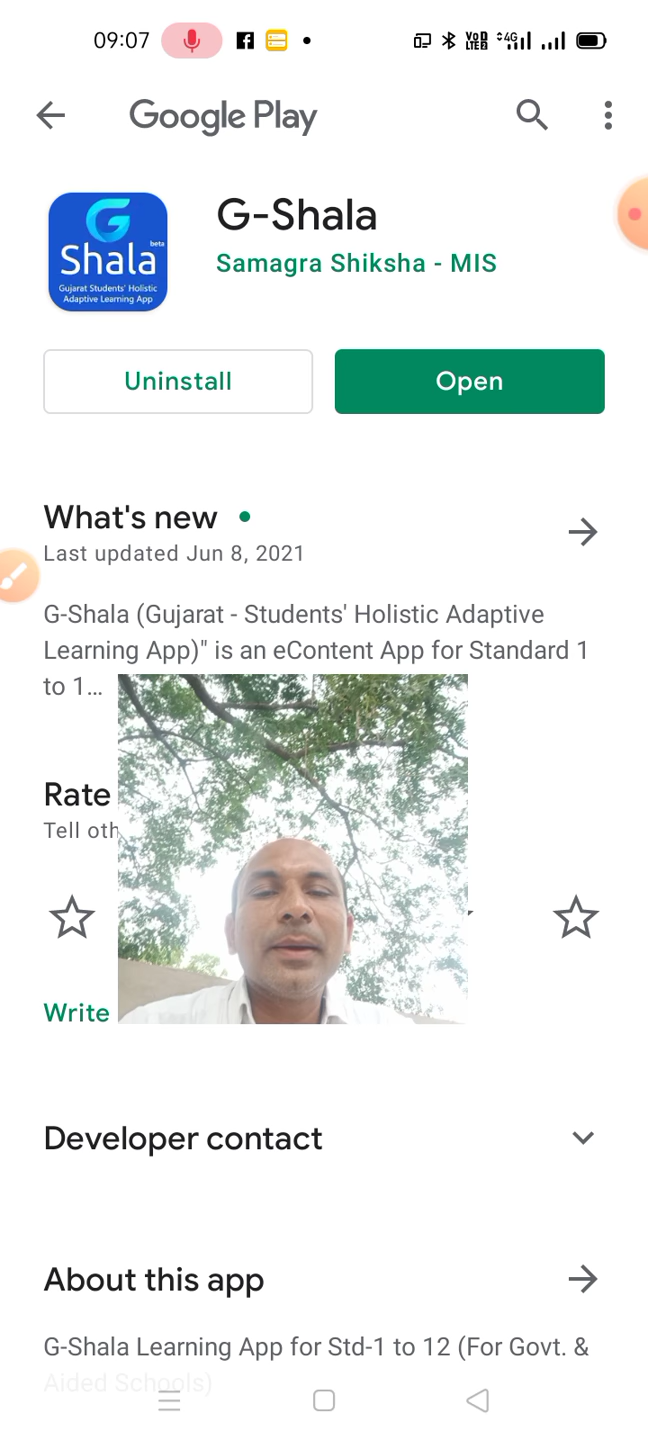 09:07
VoD
LTE2
4G
Google Play
G
Shala
beta
Gujarat Students' Holistic
Adaptive Learning App
G-Shala
Samagra Shiksha - MIS
Uninstall
Open
What's new
Last updated Jun 8, 2021
G-Shala (Gujarat - Students' Holistic Adaptive
Learning App)" is an eContent App for Standard 1
to 1...
Rate
Tell oth
Write
Developer contact
About this app
G-Shala Learning App for Std-1 to 12 (For Govt. &
Aided Schools)